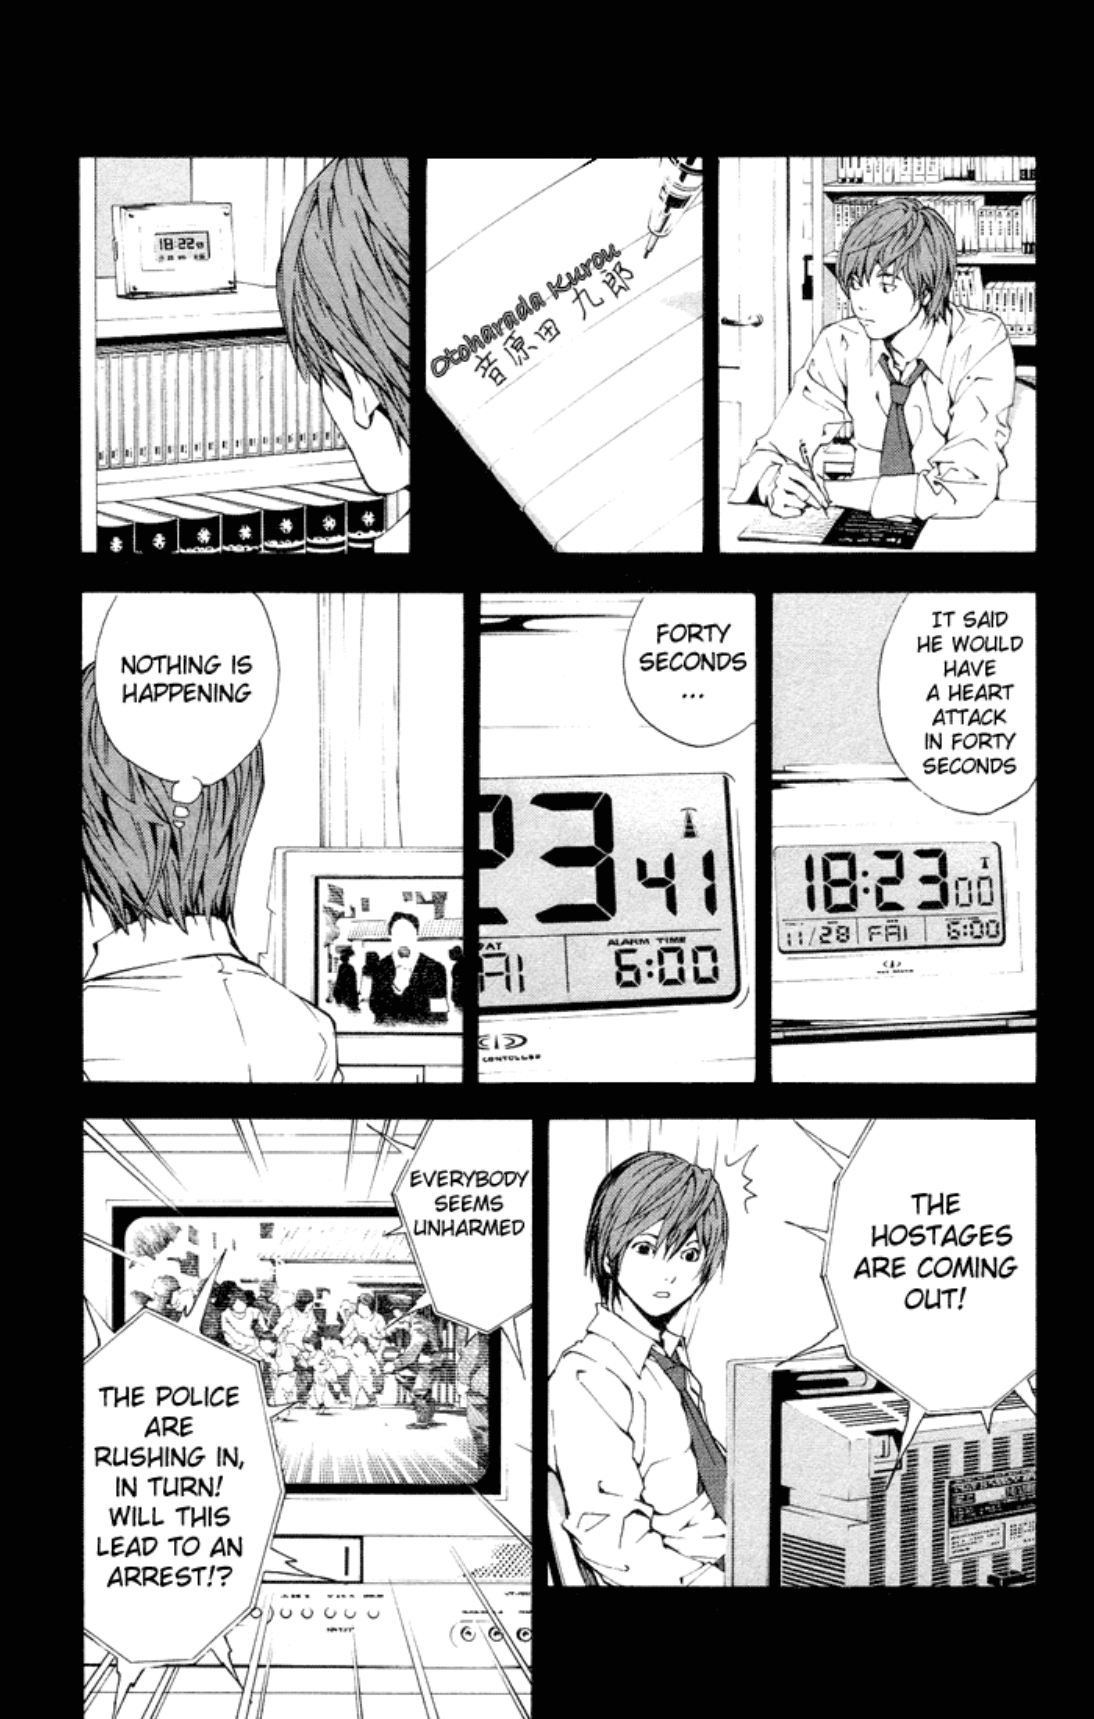 Otoharada Kurou
音原田 九郎
18:22
IT SAID
HE WOULD
HAVE
A HEART
ATTACK
IN FORTY
SECONDS
18:23 00
11/28 FRI 6:00
FORTY
SECONDS
...
23 41
ALARM TIME
6:00
NOTHING IS
HAPPENING
THE
HOSTAGES
ARE COMING
OUT!
EVERYBODY
SEEMS
UNHARMED
THE POLICE
ARE
RUSHING IN,
IN TURN!
WILL THIS
LEAD TO AN
ARREST!?